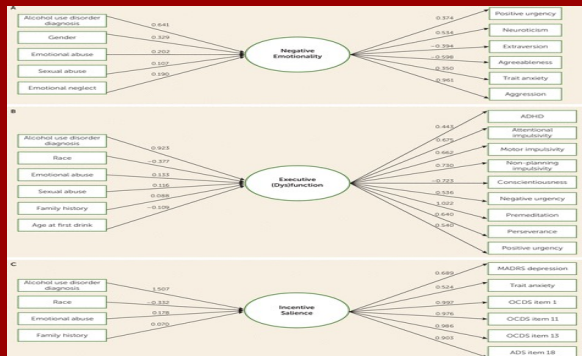 A
Alcohol use disorder
diagnosis
Gender
Emotional abuse
Sexual abuse
Emotional neglect
0.641
0.329
0.202
0.107
0.190
Negative
Emotionality
0.374
0.534
−0.394
−0.598
0.350
0.961
Positive urgency
Neuroticism
Extraversion
Agreeableness
Trait anxiety
Aggression
B
Alcohol use disorder
diagnosis
Race
Emotional abuse
Sexual abuse
Family history
Age at first drink
0.923
−0.377
0.133
0.116
0.088
−0.109
Executive
(Dys)function
0.443
0.675
0.662
0.730
−0.723
0.536
1.022
0.640
0.540
ADHD
Attentional
impulsivity
Motor impulsivity
Non-planning
impulsivity
Conscientiousness
Negative urgency
Premeditation
Perseverance
Positive urgency
C
Alcohol use disorder
diagnosis
Race
Emotional abuse
Family history
1.507
−0.332
0.178
0.070
Incentive
Salience
0.689
0.524
0.997
0.976
0.986
0.903
MADRS depression
Trait anxiety
OCDS item 1
OCDS item 11
OCDS item 13
ADS item 18